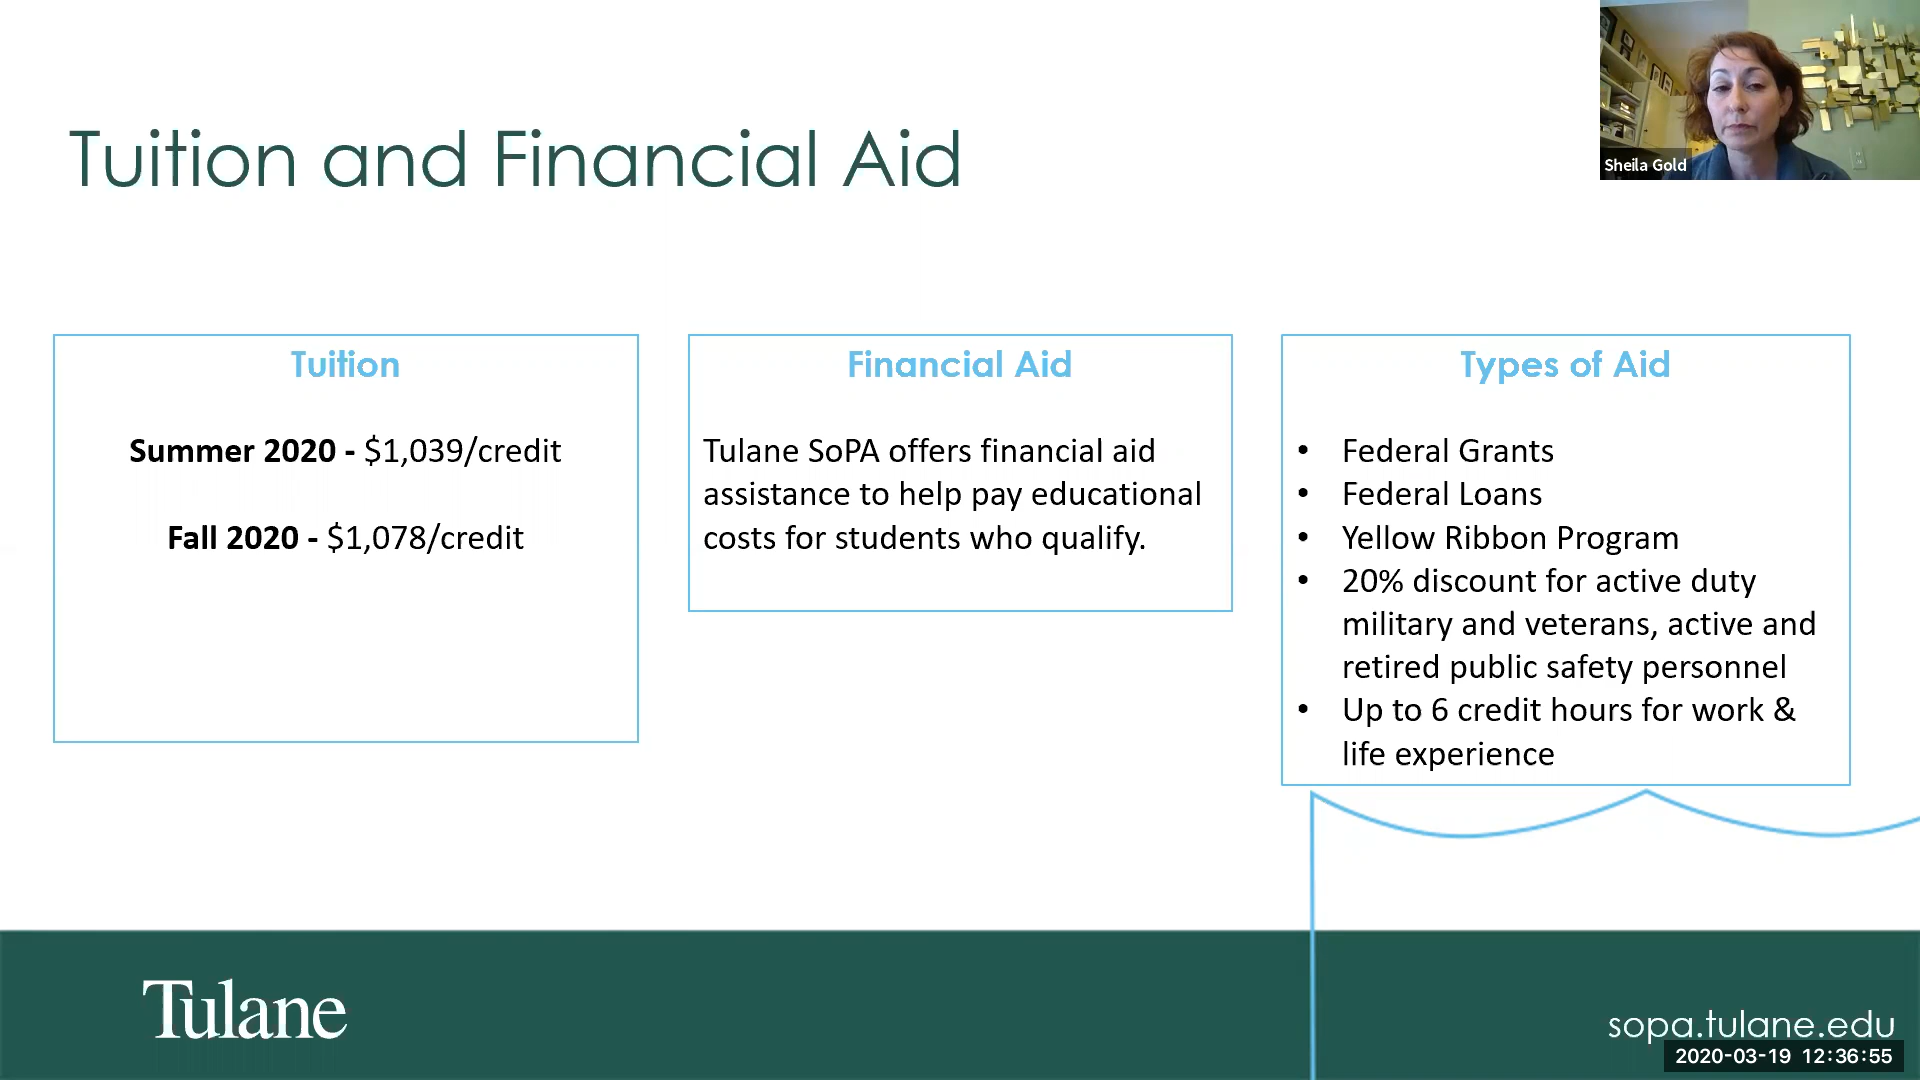 Tuition and Financial Aid
Sheila Gold
Tuition
Summer 2020 - $1,039/credit
Fall 2020 - $1,078/credit
Financial Aid
Tulane SoPA offers financial aid
assistance to help pay educational
costs for students who qualify.
Types of Aid
• Federal Grants
• Federal Loans
• Yellow Ribbon Program
• 20% discount for active duty
military and veterans, active and
retired public safety personnel
• Up to 6 credit hours for work &
life experience
Tulane
sopa.tulane.edu
2020-03-19 12:36:55